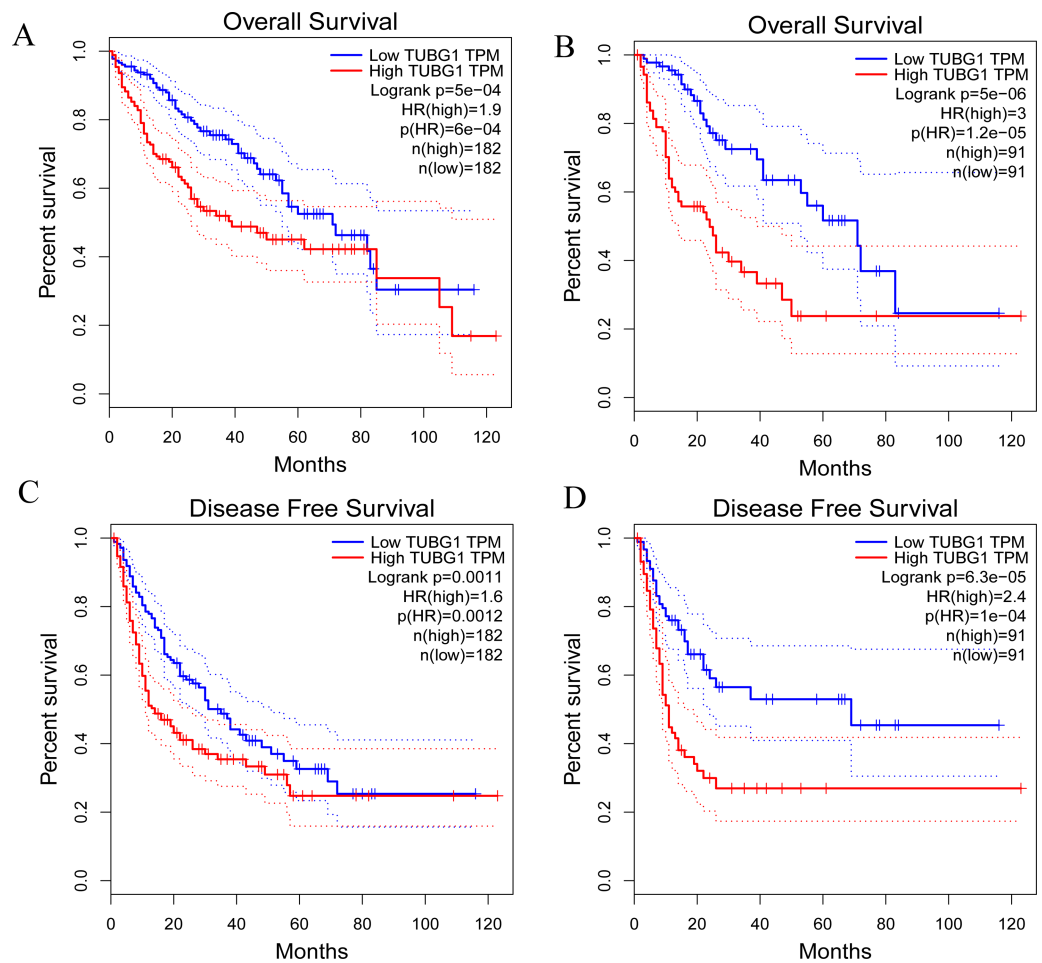 A
Overall Survival
Low TUBG1 TPM
High TUBG1 TPM
Logrank p=5e−04
HR(high)=1.9
p(HR)=6e−04
n(high)=182
n(low)=182
Percent survival
1.0
0.8
0.6
0.4
0.2
0.0
0 20 40 60 80 100 120
Months
B
Overall Survival
Low TUBG1 TPM
High TUBG1 TPM
Logrank p=5e−06
HR(high)=3
p(HR)=1.2e−05
n(high)=91
n(low)=91
Percent survival
1.0
0.8
0.6
0.4
0.2
0.0
0 20 40 60 80 100 120
Months
C
Disease Free Survival
Low TUBG1 TPM
High TUBG1 TPM
Logrank p=0.0011
HR(high)=1.6
p(HR)=0.0012
n(high)=182
n(low)=182
Percent survival
1.0
0.8
0.6
0.4
0.2
0.0
0 20 40 60 80 100 120
Months
D
Disease Free Survival
Low TUBG1 TPM
High TUBG1 TPM
Logrank p=6.3e−05
HR(high)=2.4
p(HR)=1e−04
n(high)=91
n(low)=91
Percent survival
1.0
0.8
0.6
0.4
0.2
0.0
0 20 40 60 80 100 120
Months